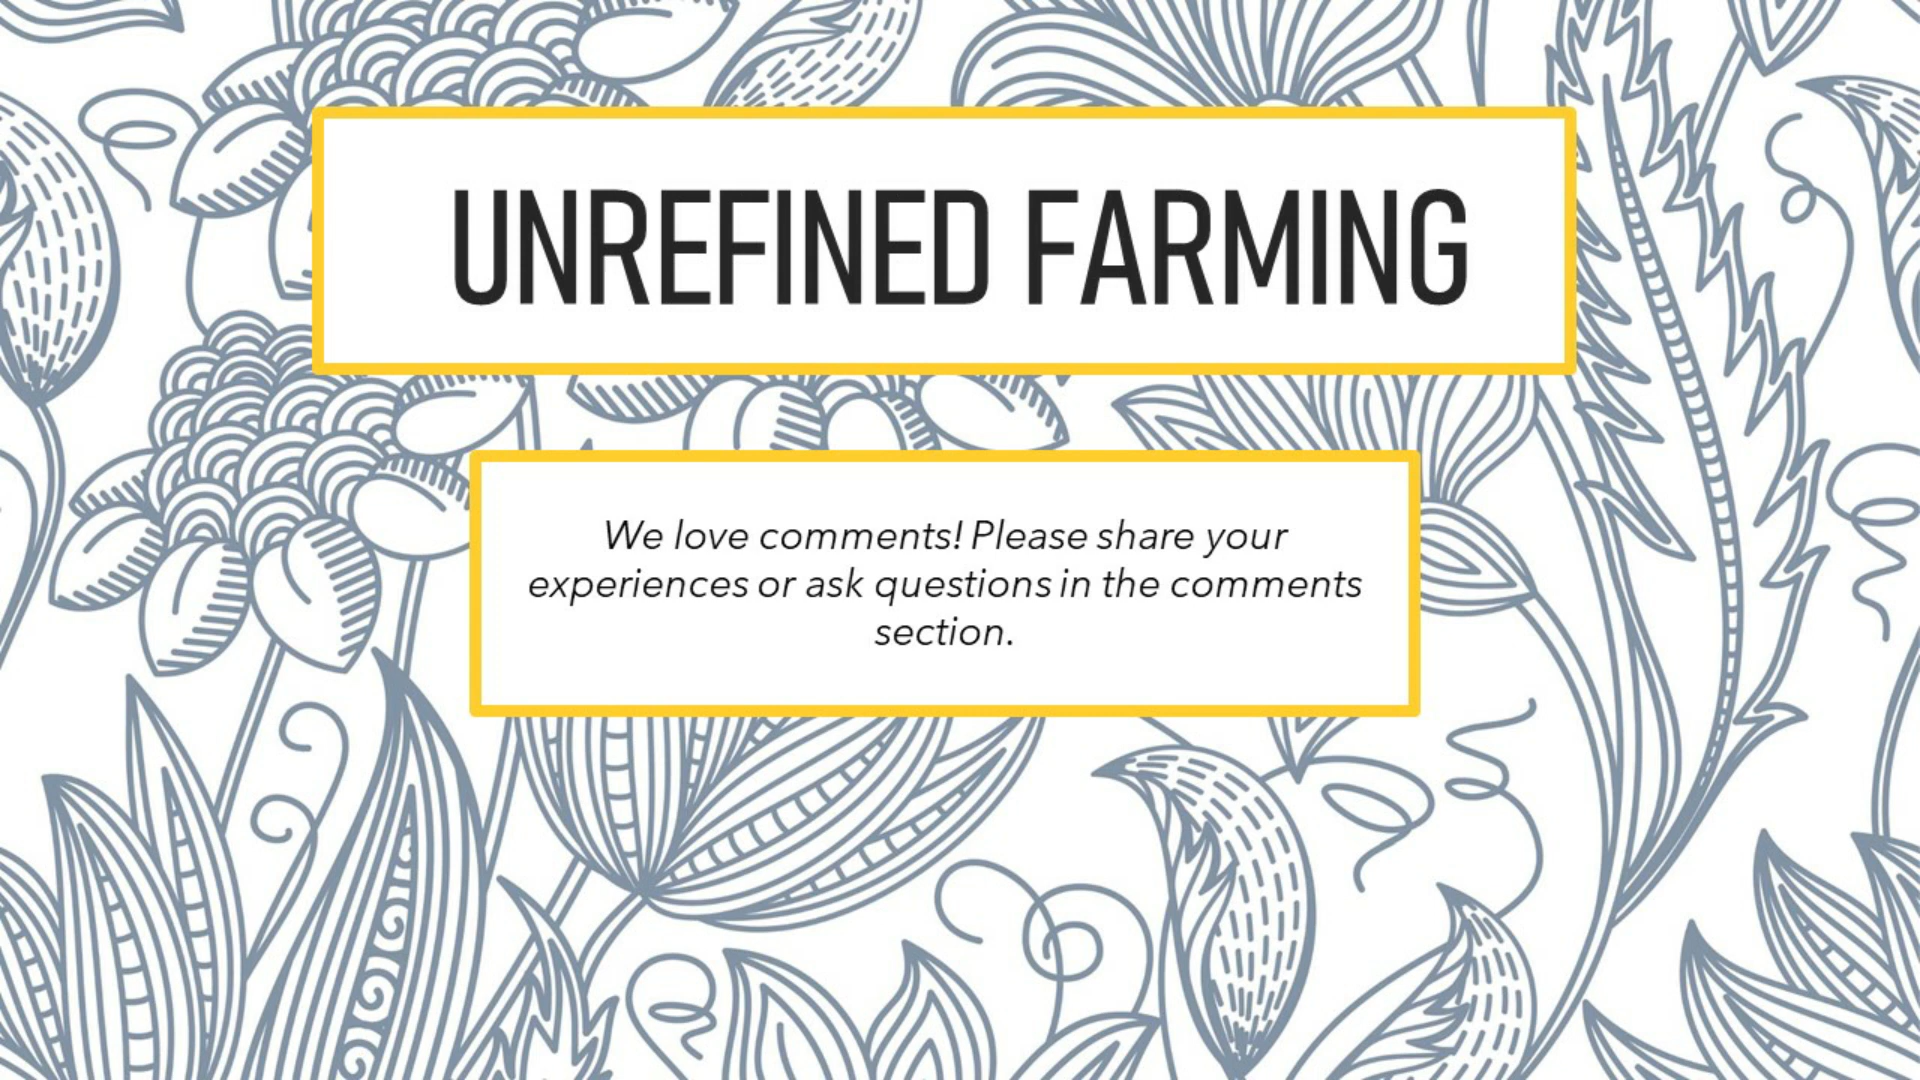 UNREFINED FARMING
We love comments! Please share your
experiences or ask questions in the comments
section.